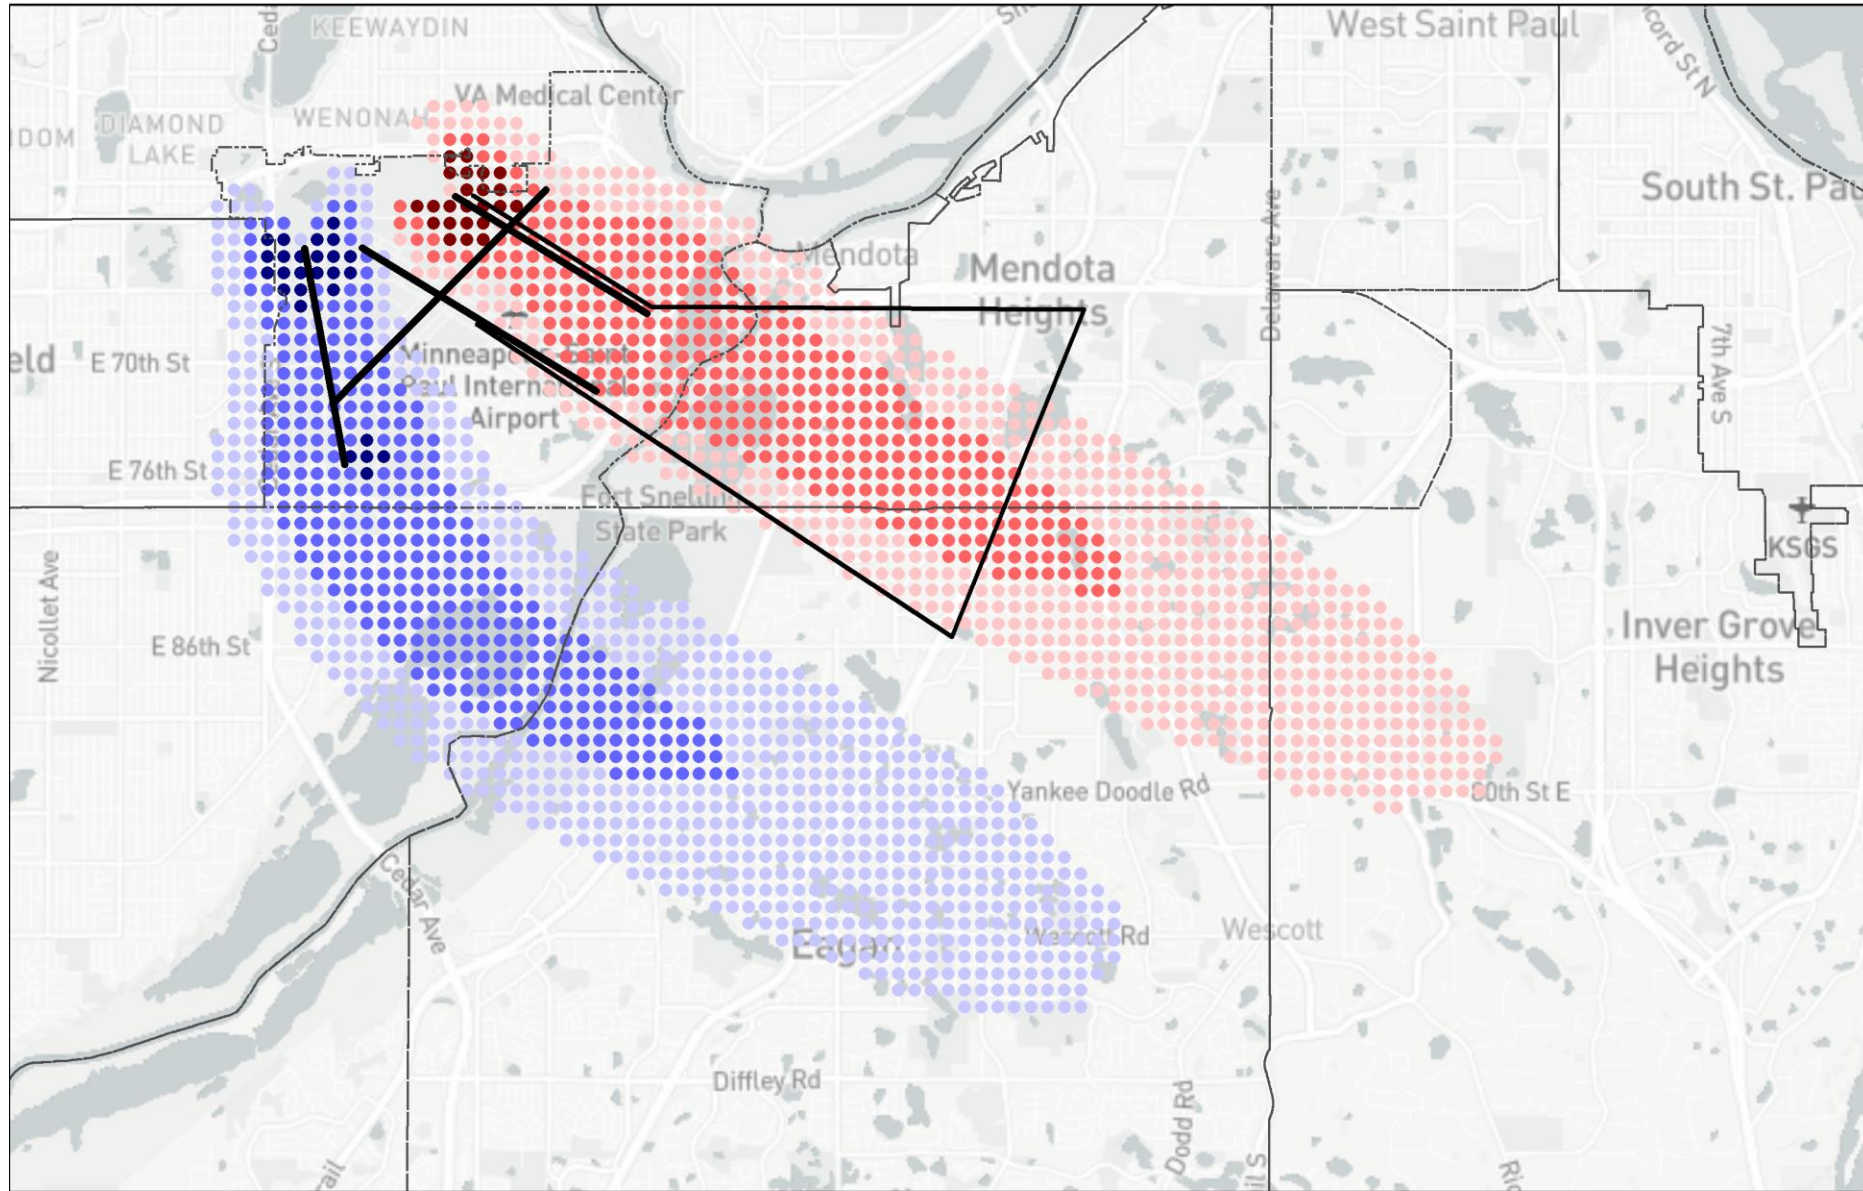 KEEWAYDIN
West Saint Paul
VA Medical Center
DIAMOND
LAKE
WENONAH
South St. Pau
Mendota
Mendota
Heights
Delaware Ave
E 70th St
Minneapolis-Saint
Paul International
Airport
7th Ave S
E 76th St
Fort Snelling
State Park
KSGS
Nicollet Ave
E 86th St
Inver Grove
Heights
Yankee Doodle Rd
80th St E
Cedar Ave
Eagan
Wescott Rd
Wescott
Diffley Rd
Dodd Rd